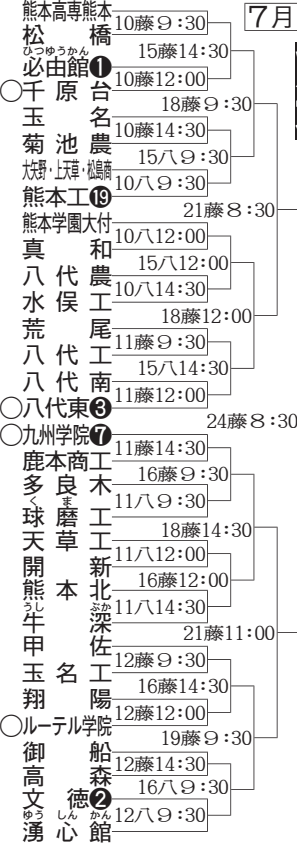 7月
熊本高専熊本
10藤9:30
松橋
15藤14:30
ひつゆうかん
必由館❶
10藤12:00
○千原台
18藤9:30
玉名
10藤14:30
菊池農
15八9:30
大矢野・上天草・松島商
10八9:30
熊本工⓳
21藤8:30
熊本学園大付
10八12:00
真和
15八12:00
八代農
10八14:30
水俣工
18藤12:00
荒尾
11藤9:30
八代工
15八14:30
八代南
11藤12:00
○八代東❸
24藤8:30
○九州学院❼
11藤14:30
鹿本商工
16藤9:30
多良木
11八9:30
くま
球磨工
18藤14:30
天草工
11八12:00
開新
16藤12:00
熊本北
11八14:30
うしぶか
牛深
21藤11:00
甲佐
12藤9:30
玉名工
16藤14:30
翔陽
12藤12:00
○ルーテル学院
19藤9:30
御船
12藤14:30
高森
16八9:30
文徳❷
12八9:30
ゆうしんかん
湧心館